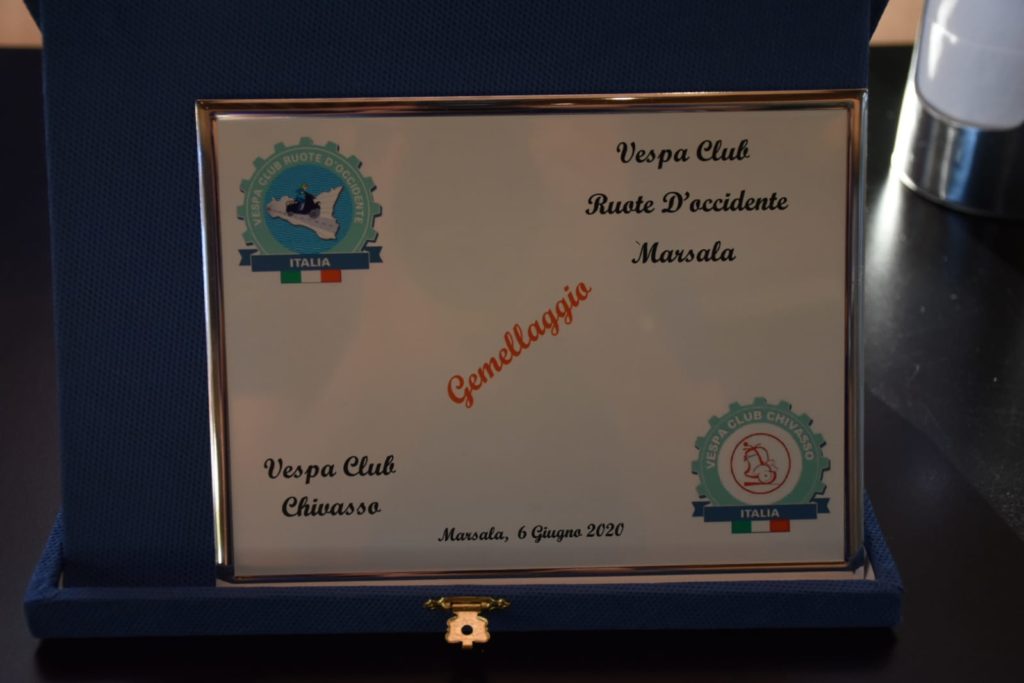 VESPA CLUB RUOTE D'OCCIDENTE
ITALIA
Vespa Club
Ruote D'occidente
Marsala
Gemellaggio
Vespa Club
Chivasso
VESPA CLUB CHIVASSO
ITALIA
Marsala, 6 Giugno 2020